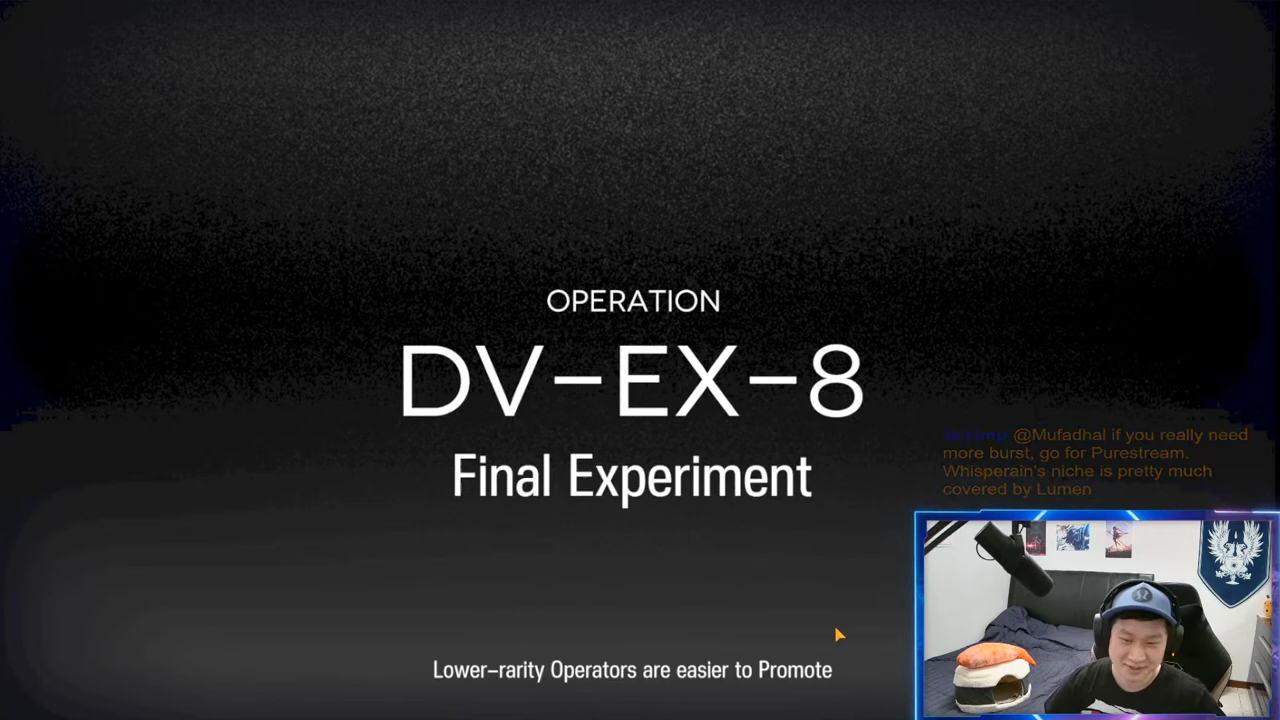 OPERATION
DV-EX-8
Final Experiment
@Mufadhal if you really need
more burst, go for Purestream.
Whisperain's niche is pretty much
covered by Lumen
Lower-rarity Operators are easier to Promote